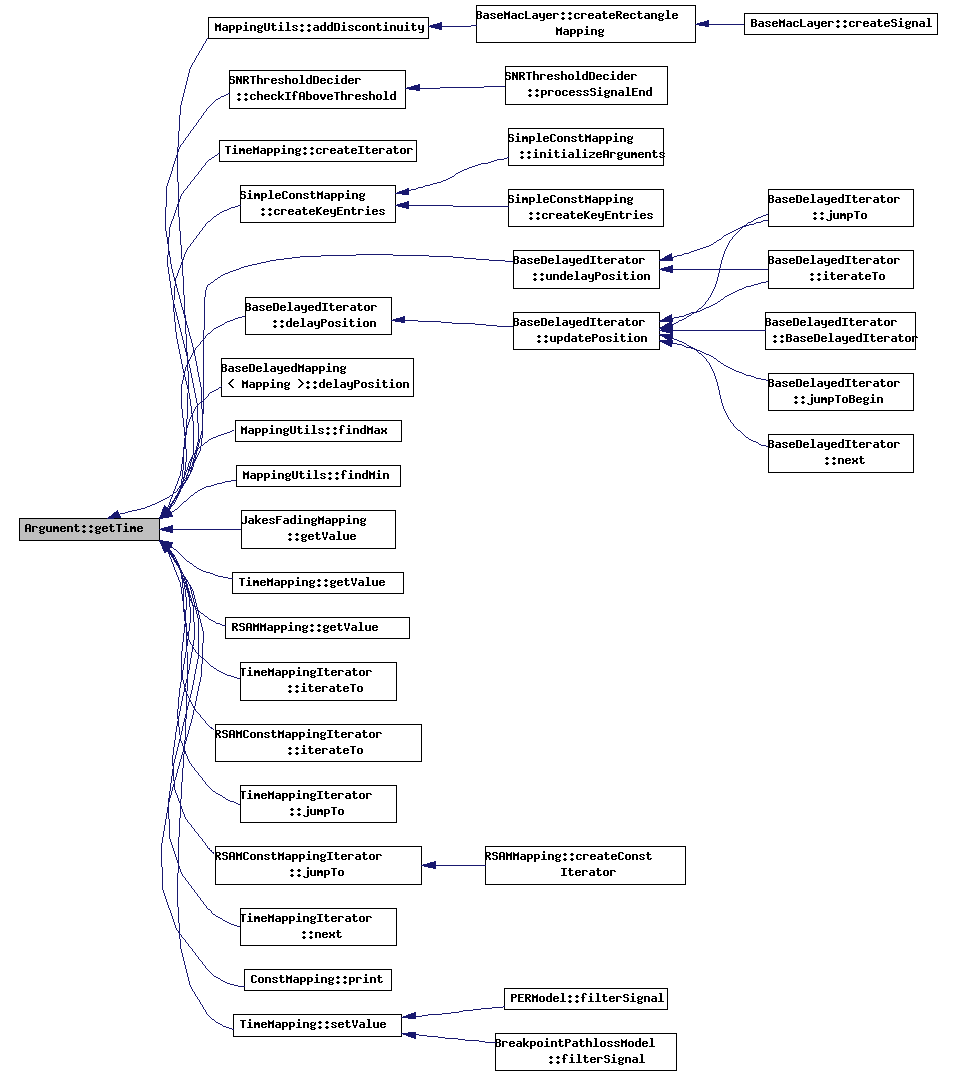 MappingUtils::addDiscontinuity
BaseMacLayer::createRectangle
Mapping
BaseMacLayer::createSignal
SNRThresholdDecider
::checkIfAboveThreshold
SNRThresholdDecider
::processSignalEnd
TimeMapping::createIterator
SimpleConstMapping
::initializeArguments
SimpleConstMapping
::createKeyEntries
SimpleConstMapping
::createKeyEntries
BaseDelayedIterator
::jumpTo
BaseDelayedIterator
::undelayPosition
BaseDelayedIterator
::iterateTo
BaseDelayedIterator
::delayPosition
BaseDelayedIterator
::updatePosition
BaseDelayedIterator
::BaseDelayedIterator
BaseDelayedMapping
< Mapping >::delayPosition
BaseDelayedIterator
::jumpToBegin
MappingUtils::findMax
BaseDelayedIterator
::next
MappingUtils::findMin
Argument::getTime
JakesFadingMapping
::getValue
TimeMapping::getValue
RSAMMapping::getValue
TimeMappingIterator
::iterateTo
RSAMConstMappingIterator
::iterateTo
TimeMappingIterator
::jumpTo
RSAMConstMappingIterator
::jumpTo
RSAMMapping::createConst
Iterator
TimeMappingIterator
::next
ConstMapping::print
PERModel::filterSignal
TimeMapping::setValue
BreakpointPathlossModel
::filterSignal